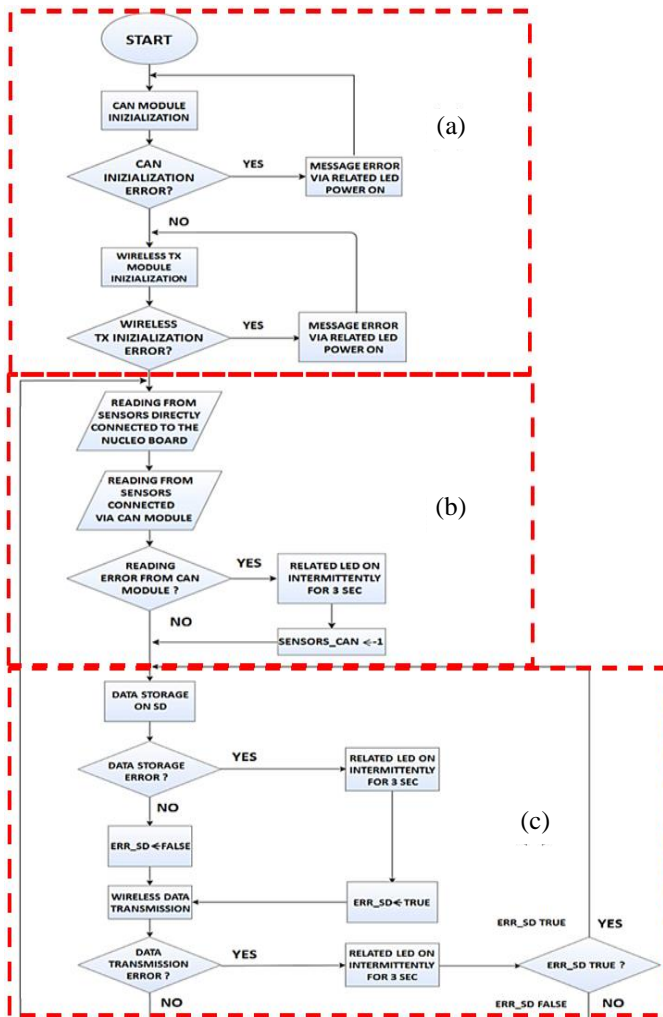 START
CAN MODULE
INIZIALIZATION
(a)
CAN
INIZIALIZATION
ERROR?
YES
MESSAGE ERROR
VIA RELATED LED
POWER ON
NO
WIRELESS TX
MODULE
INIZIALIZATION
WIRELESS
TX INIZIALIZATION
ERROR?
YES
MESSAGE ERROR
VIA RELATED LED
POWER ON
READING FROM
SENSORS DIRECTLY
CONNECTED TO THE
NUCLEO BOARD
READING FROM
SENSORS
CONNECTED
VIA CAN MODULE
(b)
READING
ERROR FROM CAN
MODULE ?
YES
RELATED LED ON
INTERMITTENTLY
FOR 3 SEC
NO
SENSORS_CAN <-1
DATA STORAGE
ON SD
DATA STORAGE
ERROR ?
YES
RELATED LED ON
INTERMITTENTLY
FOR 3 SEC
NO
(c)
ERR_SD<FALSE
WIRELESS DATA
TRANSMISSION
ERR_SD<TRUE
DATA
TRANSMISSION
ERROR ?
YES
RELATED LED ON
INTERMITTENTLY
FOR 3 SEC
ERR_SD TRUE
YES
ERR_SD TRUE ?
ERR_SD FALSE
NO
NO